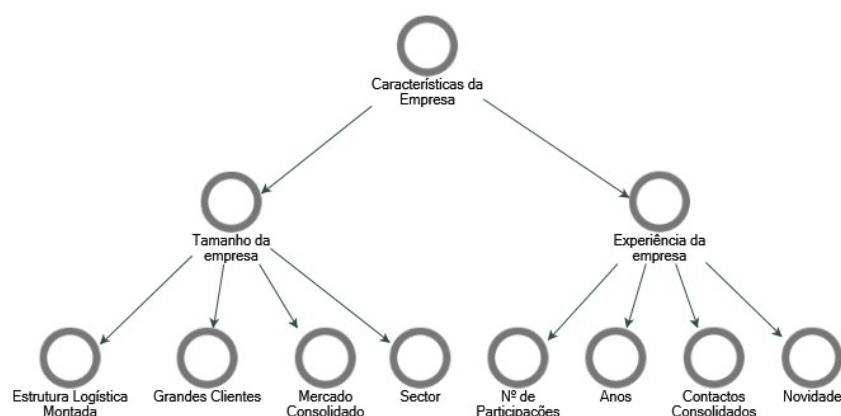 Características da
Empresa
Tamanho da
empresa
Experiência da
empresa
Estrutura Logística
Montada
Grandes Clientes
Mercado
Consolidado
Sector
Nº de
Participações
Anos
Contactos
Consolidados
Novidade